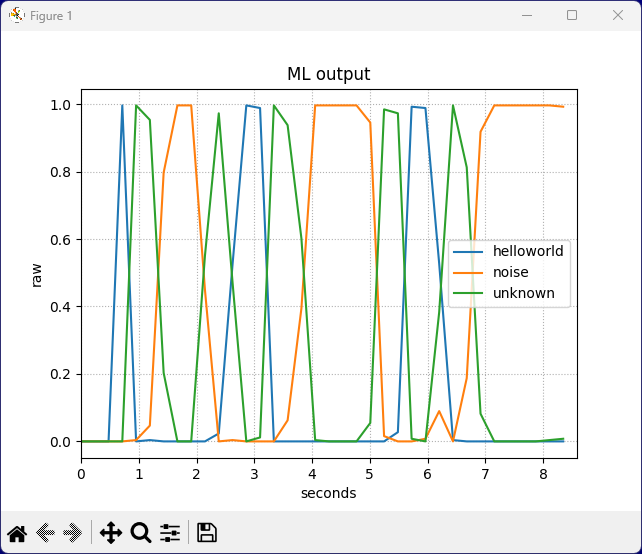 Figure 1
ML output
1.0
0.8
0.6
0.4
0.2
0.0
raw
helloworld
noise
unknown
0 1 2 3 4 5 6 7 8
seconds